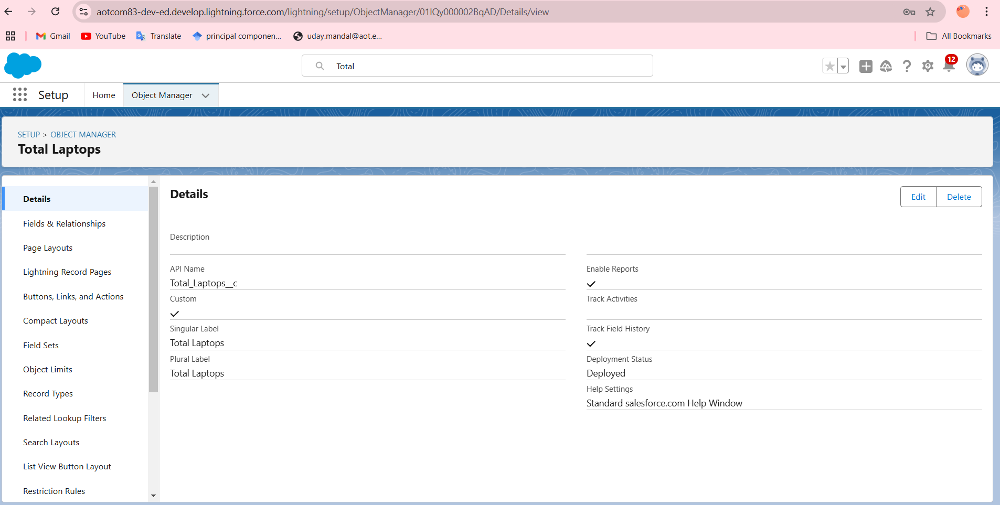 aotcom83-dev-ed.develop.lightning.force.com/lightning/setup/ObjectManager/01IQy000002BqAD/Details/view
Gmail YouTube Translate principal componen... uday.mandal@aot.e... All Bookmarks
Total
12
Setup Home Object Manager
SETUP > OBJECT MANAGER
Total Laptops
Details
Fields & Relationships
Page Layouts
Lightning Record Pages
Buttons, Links, and Actions
Compact Layouts
Field Sets
Object Limits
Record Types
Related Lookup Filters
Search Layouts
List View Button Layout
Restriction Rules
Details
Edit Delete
Description
API Name
Total_Laptops__c
Custom
Singular Label
Total Laptops
Plural Label
Total Laptops
Enable Reports
Track Activities
Track Field History
Deployment Status
Deployed
Help Settings
Standard salesforce.com Help Window